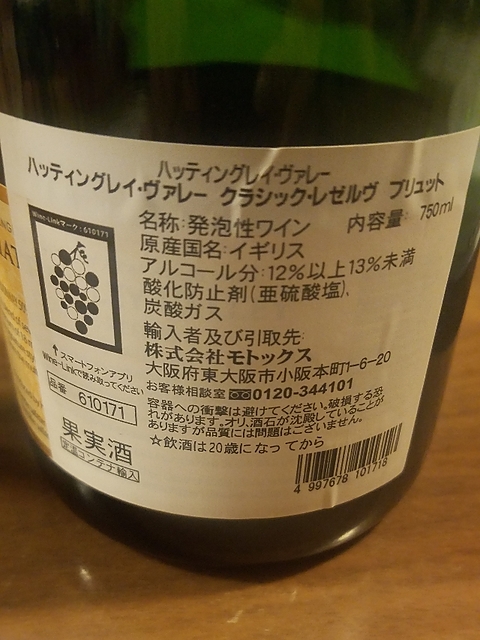 ハッティングレイ・ヴァレー
ハッティングレイ・ヴァレー クラシック・レゼルヴ ブリュット
Wine-Linkマーク:610171
名称:発泡性ワイン 内容量:750ml
原産国名:イギリス
アルコール分:12%以上13%未満
酸化防止剤(亜硫酸塩)、
炭酸ガス
輸入者及び引取先:
株式会社モトックス
大阪府東大阪市小阪本町1-6-20
お客様相談室 0120-344101
↑スマートフォンアプリ
Wine-Linkで読み取ってください
品番 610171
容器への衝撃は避けてください。破損する恐
れがあります。オリ、酒石が沈殿していることが
ありますが品質には問題はございません。
果実酒
☆飲酒は20歳になってから
定温コンテナ輸入
4 997678 101718